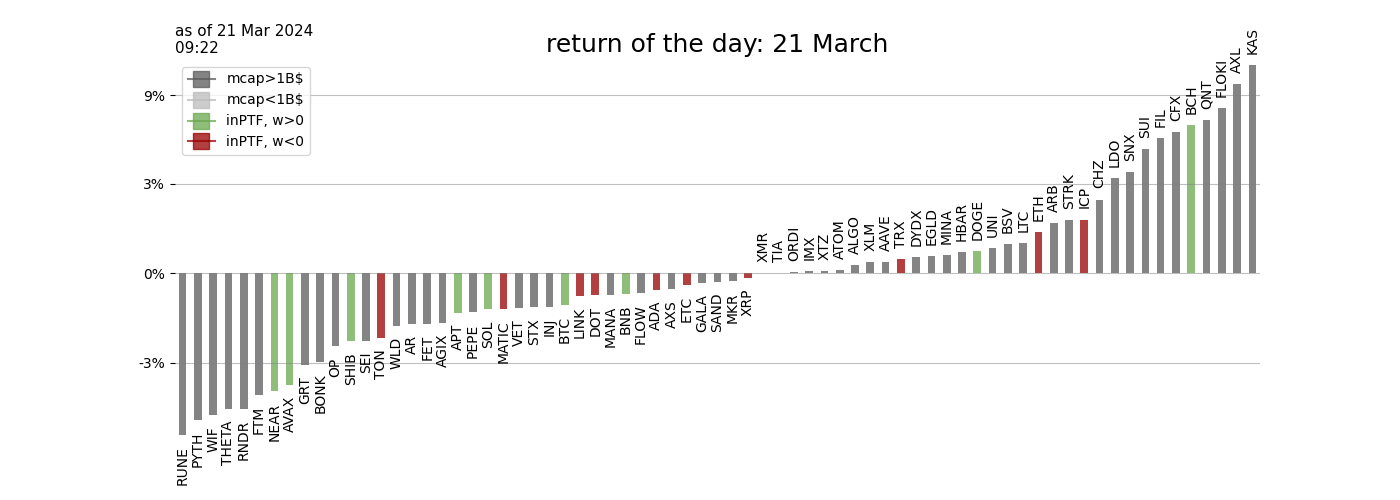 as of 21 Mar 2024
09:22
return of the day: 21 March
mcap>1B$
mcap<1B$
inPTF, w>0
inPTF, w<0
9%
3%
0%
-3%
RUNE
PYTH
WIF
THETA
RNDR
FTM
NEAR
AVAX
GRT
BONK
OP
SHIB
SEI
TON
WLD
AR
FET
AGIX
APT
PEPE
SOL
MATIC
VET
STX
INJ
BTC
LINK
DOT
MANA
BNB
FLOW
ADA
AXS
ETC
GALA
SAND
MKR
XRP
XMR
TIA
ORDI
IMX
XTZ
ATOM
ALGO
XLM
AAVE
TRX
DYDX
EGLD
MINA
HBAR
DOGE
UNI
BSV
LTC
ETH
ARB
STRK
ICP
CHZ
LDO
SNX
SUI
FIL
CFX
BCH
QNT
FLOKI
AXL
KAS